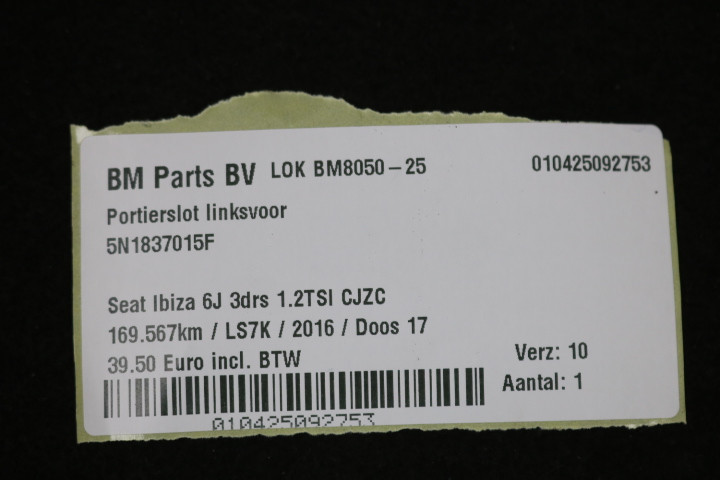 BM Parts BV LOK BM8050-25 010425092753
Portierslot linksvoor
5N1837015F
Seat Ibiza 6J 3drs 1.2TSI CJZC
169.567km / LS7K / 2016 / Doos 17
39.50 Euro incl. BTW
Verz: 10
Aantal: 1
010425092753